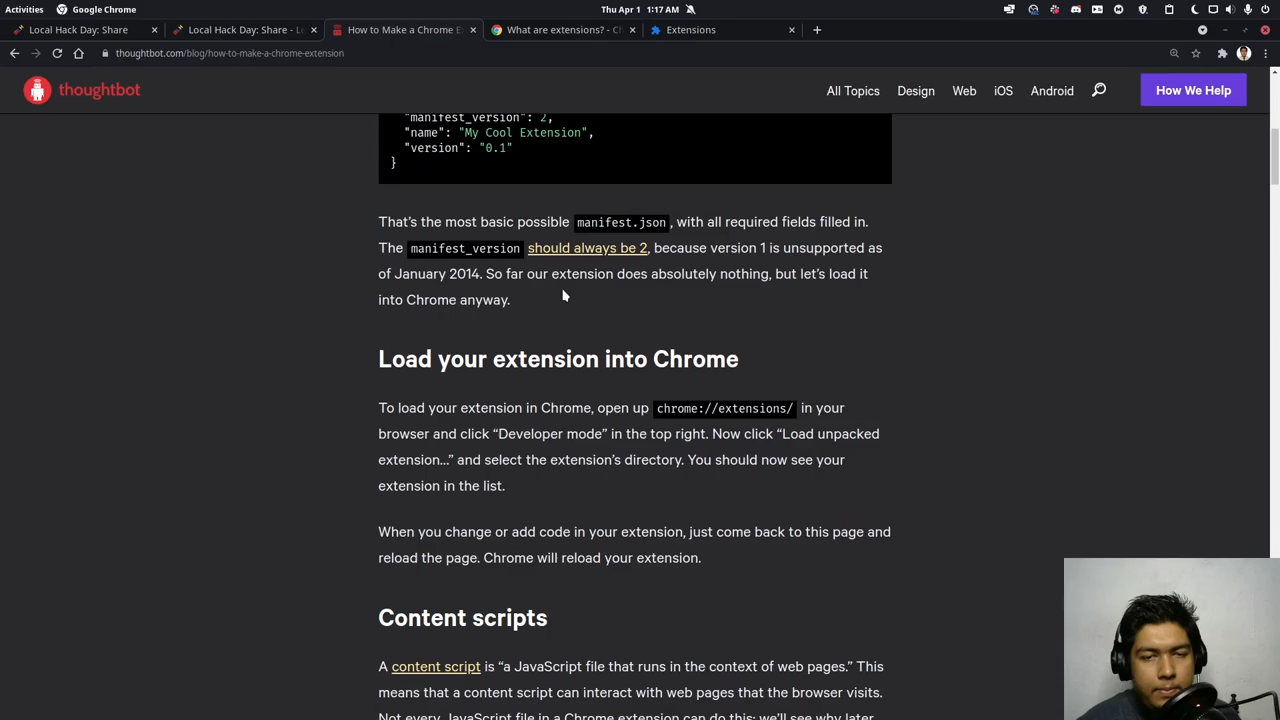 Activities
Google Chrome
Thu Apr 1 1:17 AM
Local Hack Day: Share
Local Hack Day: Share - Le
How to Make a Chrome E
What are extensions? - Ch
Extensions
thoughtbot.com/blog/how-to-make-a-chrome-extension
thoughtbot
All Topics
Design
Web
iOS
Android
How We Help
"manifest_version": 2,
"name": "My Cool Extension",
"version": "0.1"
}
That's the most basic possible manifest.json, with all required fields filled in.
The manifest_version should always be 2, because version 1 is unsupported as
of January 2014. So far our extension does absolutely nothing, but let's load it
into Chrome anyway.
Load your extension into Chrome
To load your extension in Chrome, open up chrome://extensions/ in your
browser and click “Developer mode” in the top right. Now click “Load unpacked
extension…” and select the extension's directory. You should now see your
extension in the list.
When you change or add code in your extension, just come back to this page and
reload the page. Chrome will reload your extension.
Content scripts
A content script is “a JavaScript file that runs in the context of web pages.” This
means that a content script can interact with web pages that the browser visits.
Not every JavaScript file in a Chrome extension can do this; we'll see why later